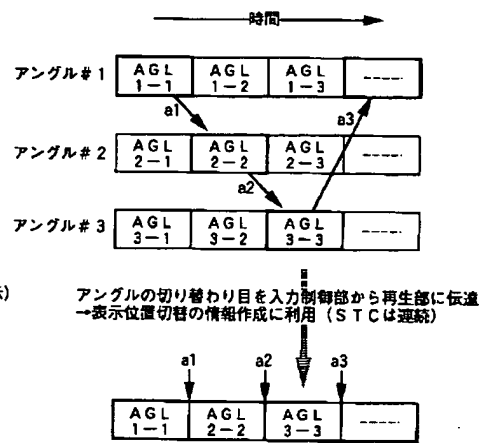 時間
アングル＃1
AGL 1－1
AGL 1－2
AGL 1－3
-----
a1
a3
アングル＃2
AGL 2－1
AGL 2－2
AGL 2－3
-----
a2
アングル＃3
AGL 3－1
AGL 3－2
AGL 3－3
-----
アングルの切り替わり目を入力制御部から再生部に伝達
→表示位置切替の情報作成に利用（STCは連続）
a1
a2
a3
AGL 1－1
AGL 2－2
AGL 3－3
-----